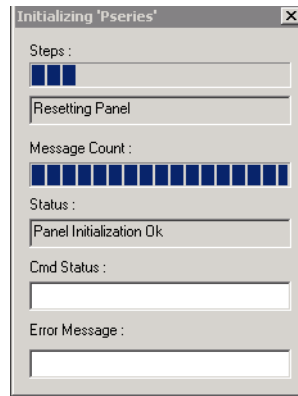 Initializing 'Pseries'
Steps :
Resetting Panel
Message Count :
Status :
Panel Initialization Ok
Cmd Status :
Error Message :